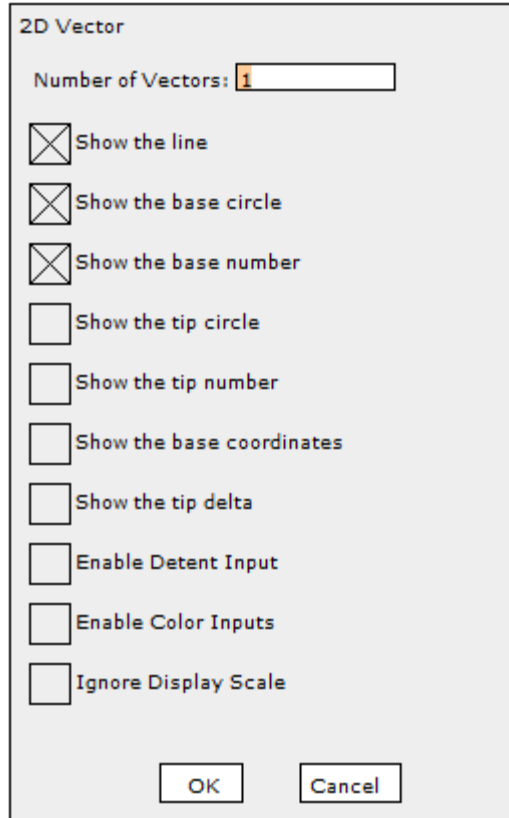 2D Vector
Number of Vectors: 1
Show the line
Show the base circle
Show the base number
Show the tip circle
Show the tip number
Show the base coordinates
Show the tip delta
Enable Detent Input
Enable Color Inputs
Ignore Display Scale
OK Cancel